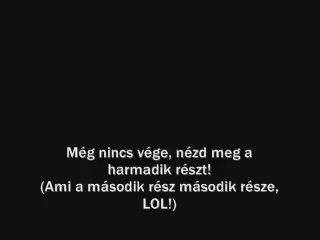 Még nincs vége, nézd meg a
harmadik részt!
(Ami a második rész második része,
LOL!)